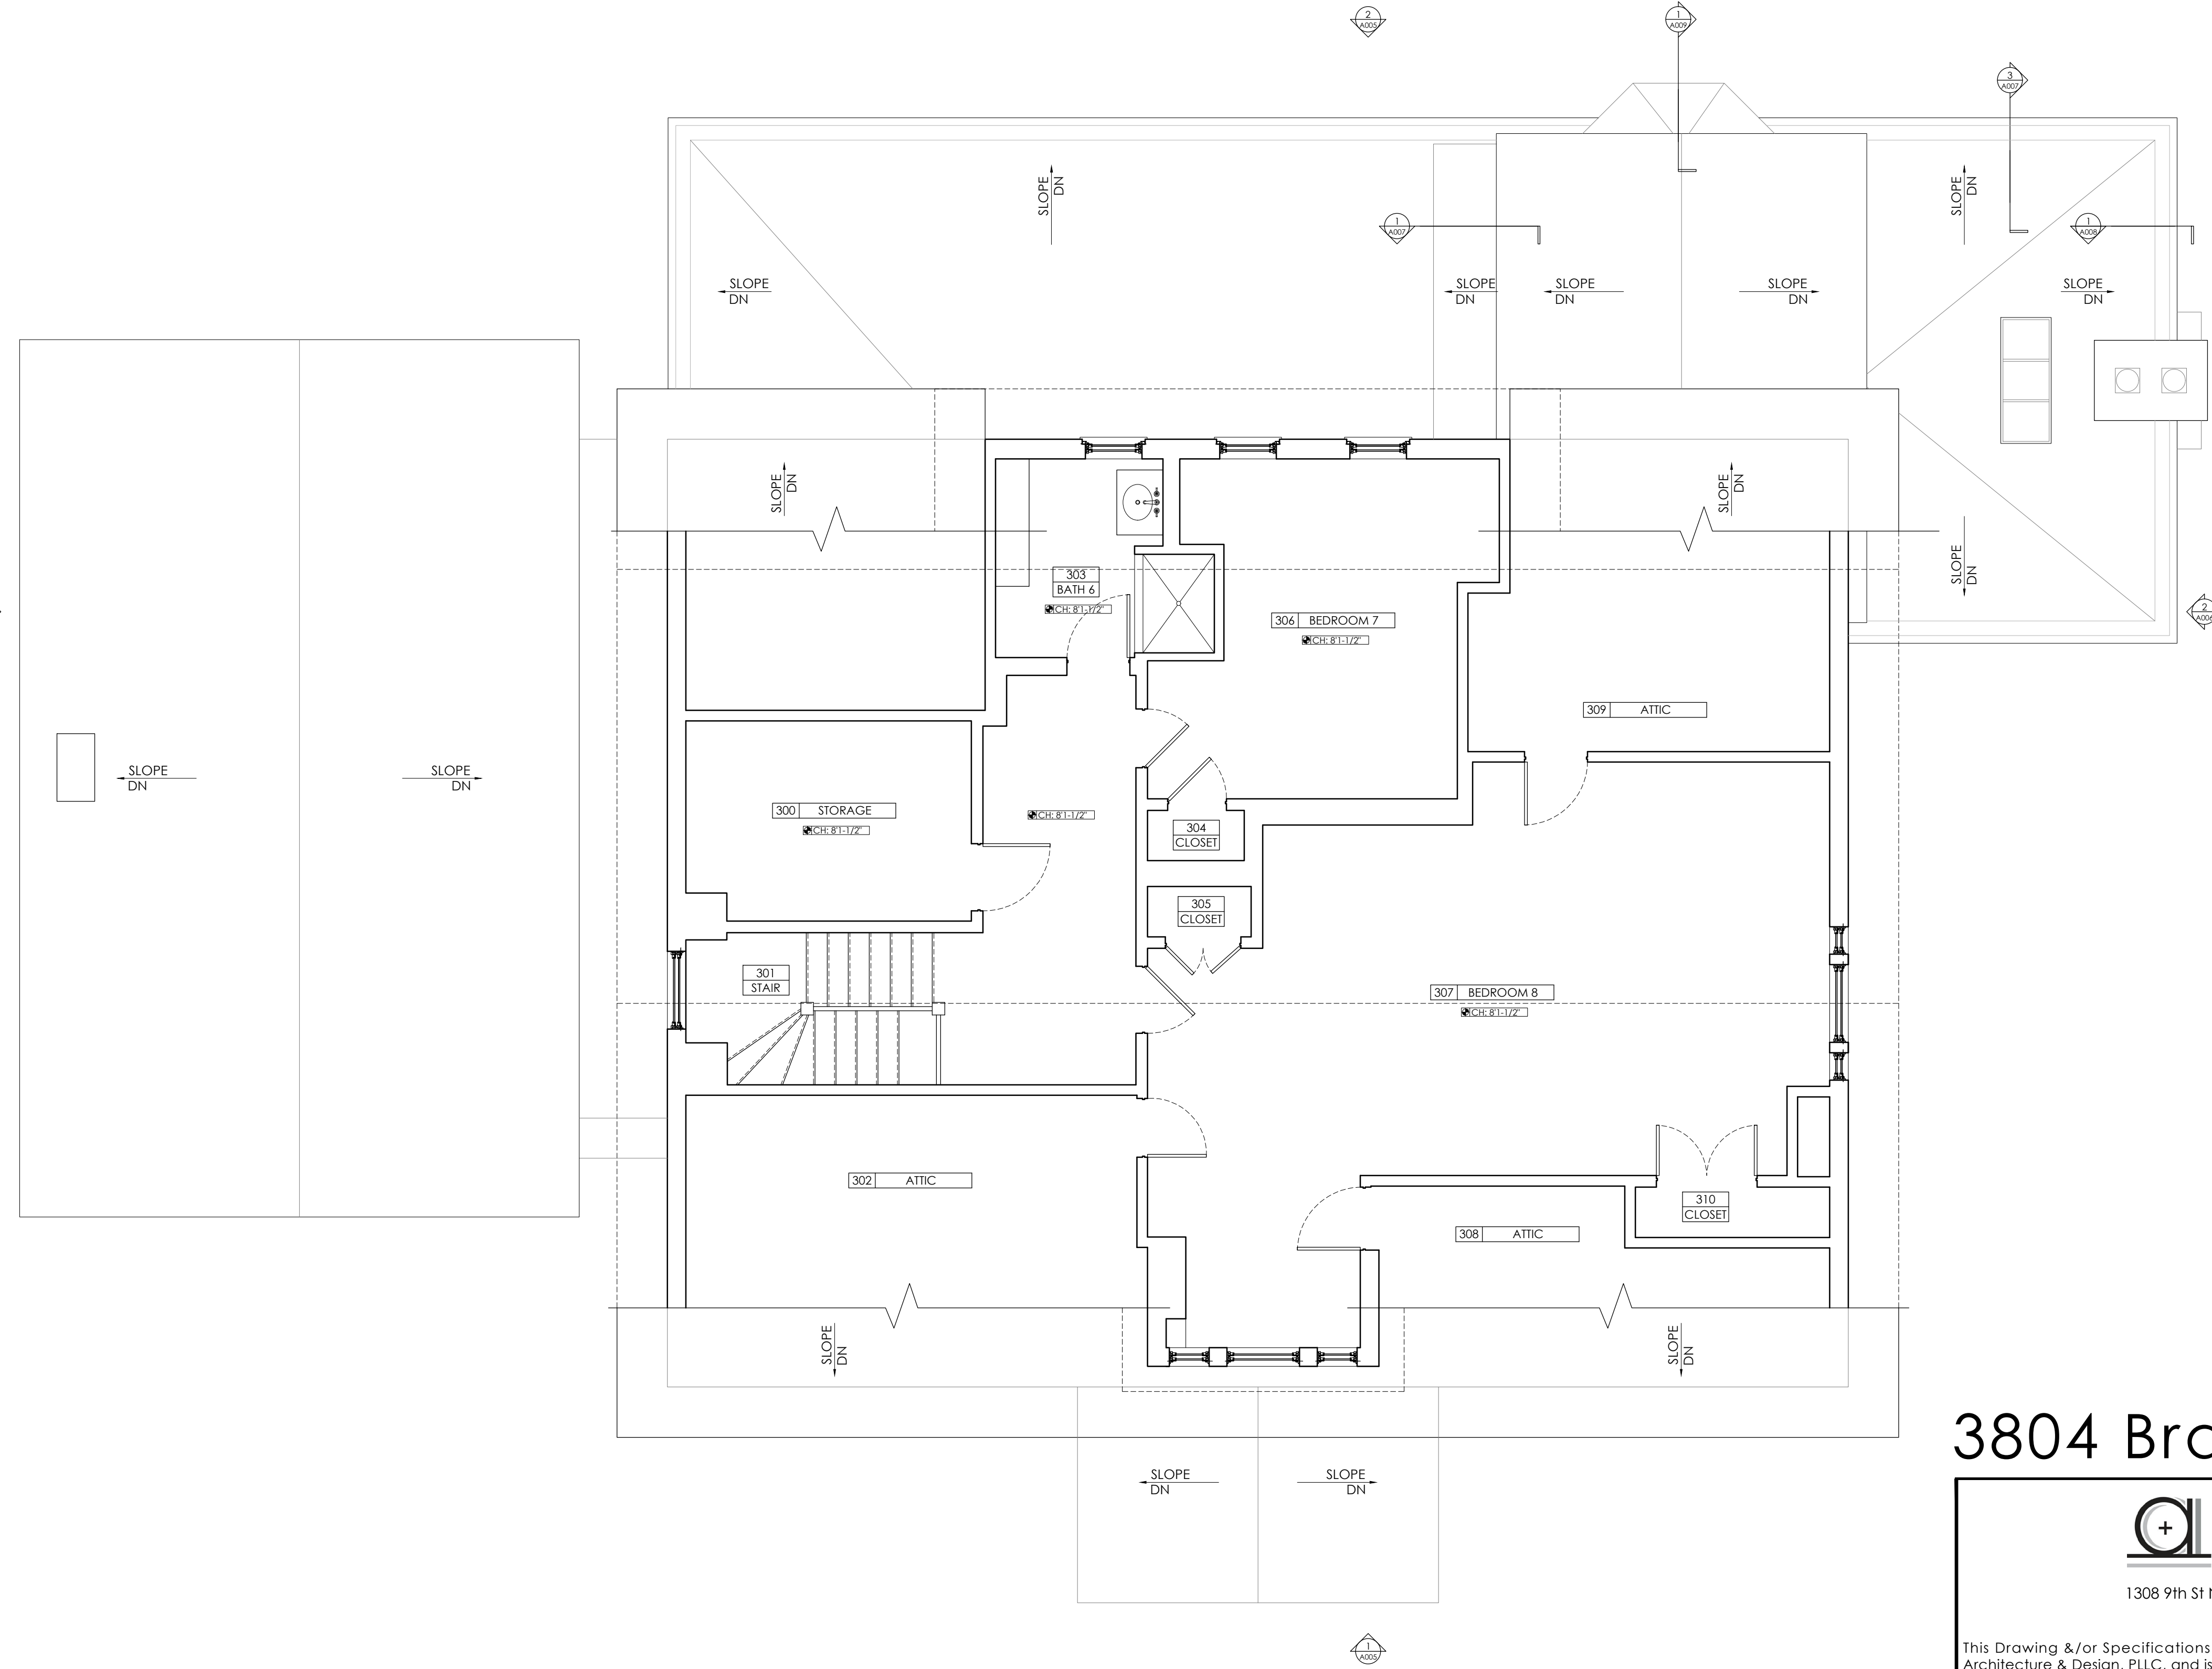 2
A005
1
A009
3
A007
SLOPE
DN
SLOPE
DN
1
A007
1
A008
SLOPE
DN
SLOPE
DN
SLOPE
DN
SLOPE
DN
SLOPE
DN
SLOPE
DN
SLOPE
DN
SLOPE
DN
303
BATH 6
CH: 8'1-1/2"
306 BEDROOM 7
CH: 8'1-1/2"
2
A006
309 ATTIC
SLOPE
DN
SLOPE
DN
300 STORAGE
CH: 8'1-1/2"
CH: 8'1-1/2"
304
CLOSET
305
CLOSET
301
STAIR
307 BEDROOM 8
CH: 8'1-1/2"
302 ATTIC
310
CLOSET
308 ATTIC
SLOPE
DN
SLOPE
DN
SLOPE
DN
SLOPE
DN
1
A005
3804
a+
1308 9th St
This Drawing &/or Specifications
Architecture & Design, PLLC, and is